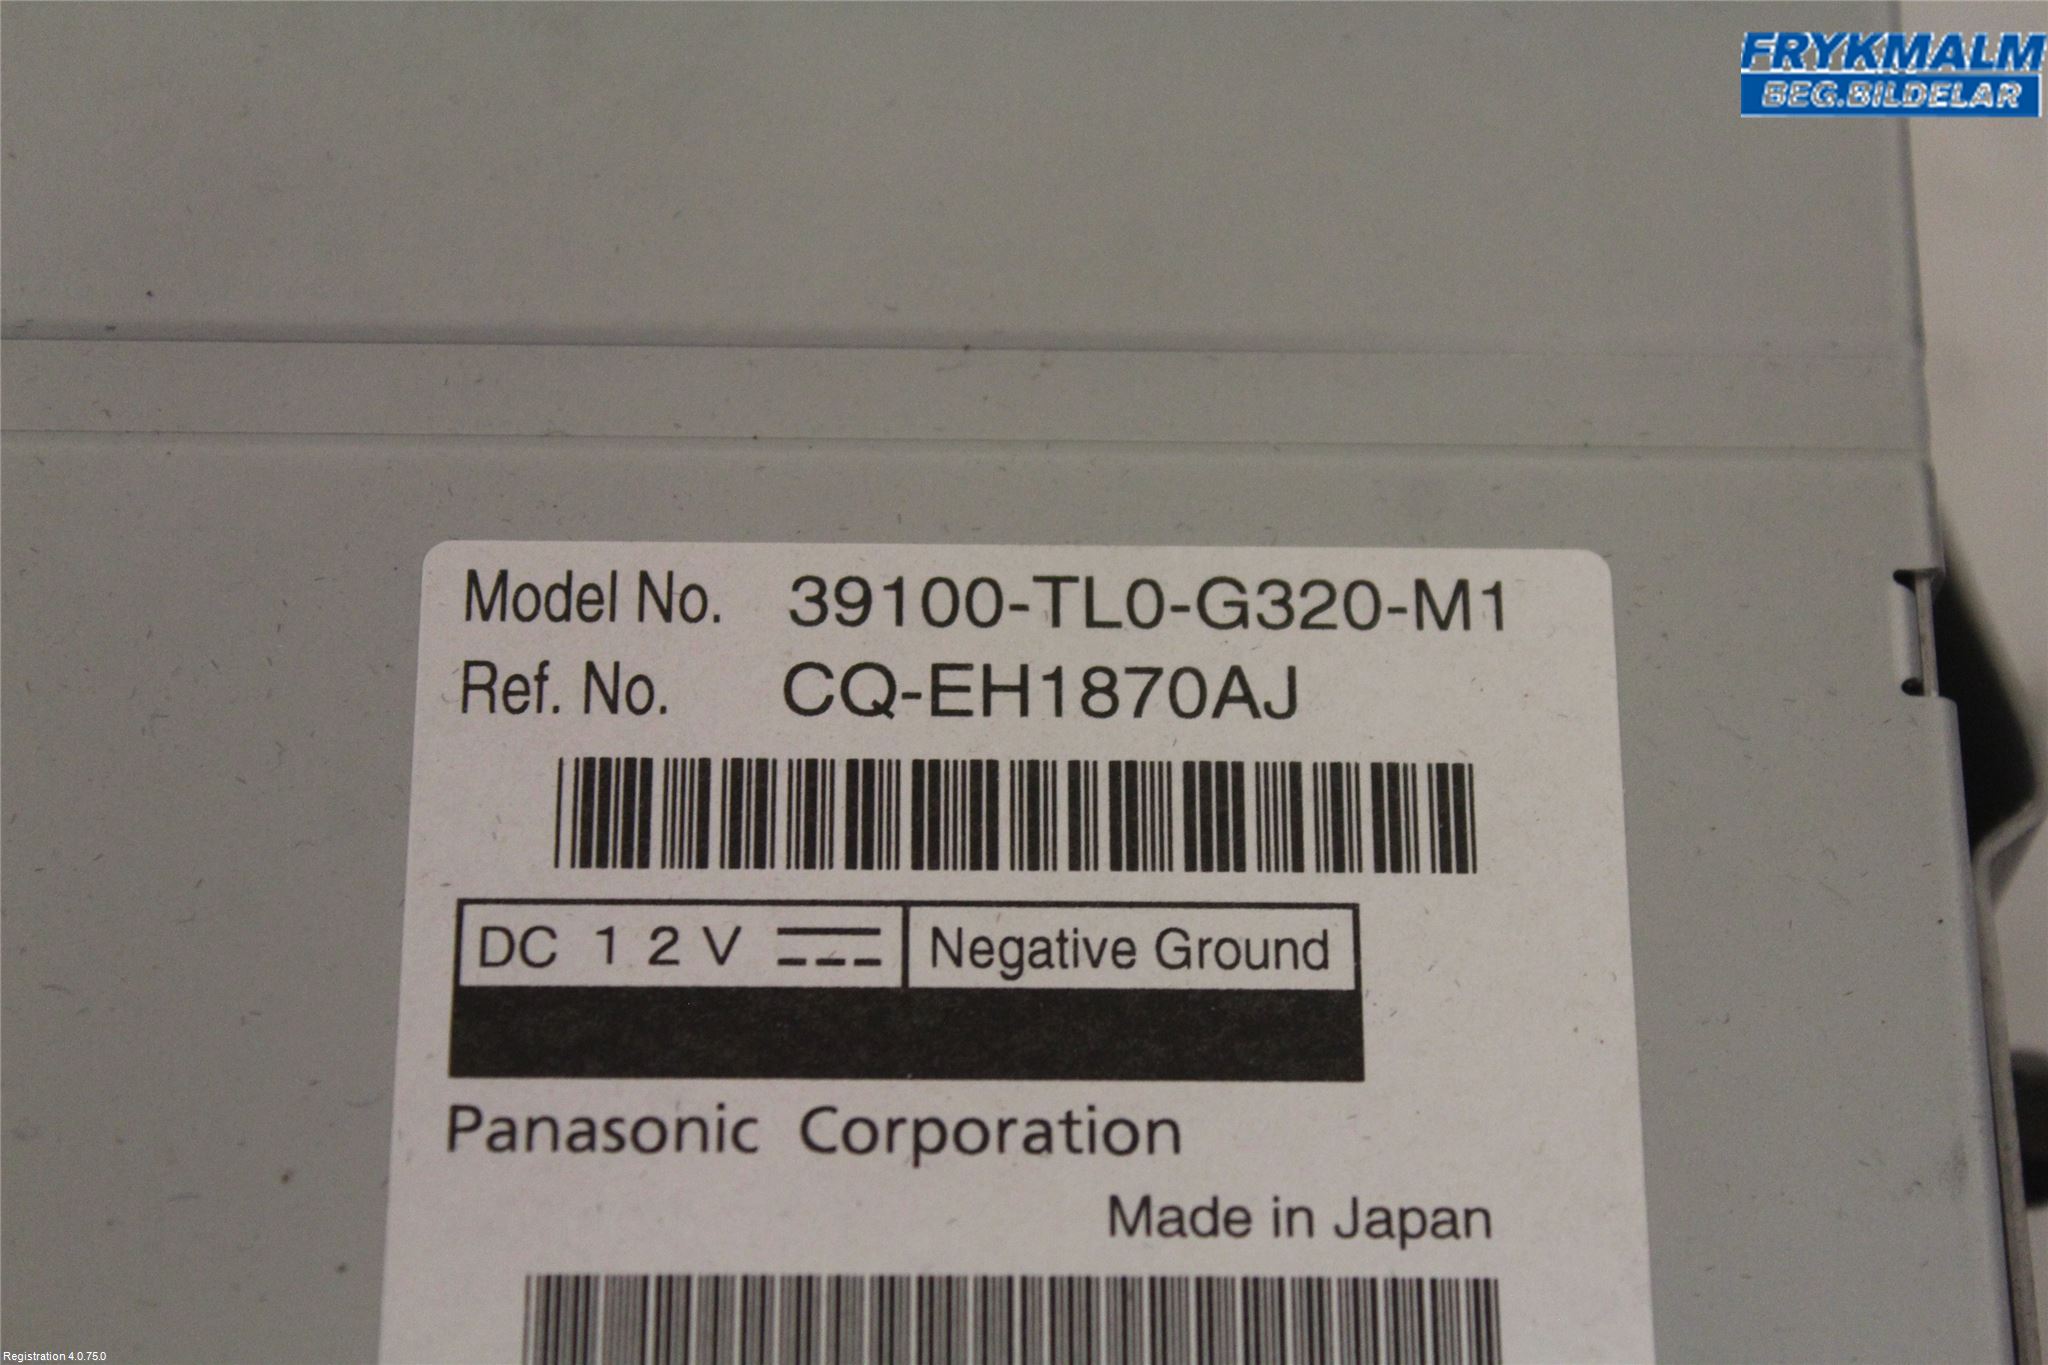 FRYKMALM
BEG.BILDELAR
Model No. 39100-TL0-G320-M1
Ref. No. CQ-EH1870AJ
DC 12V Negative Ground
Panasonic Corporation
Made in Japan
Registration 4.0.75.0